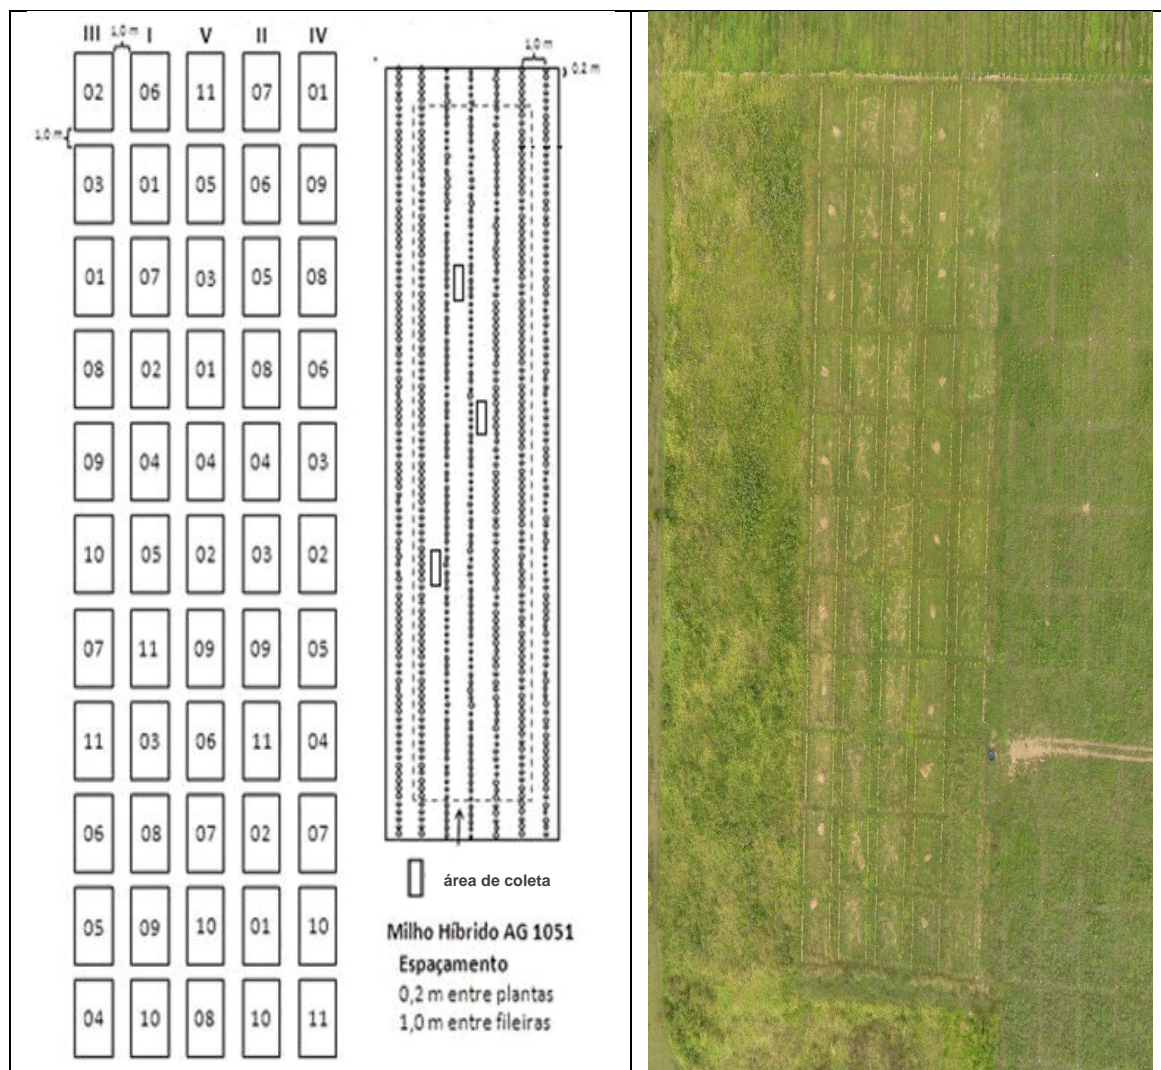 III 1,0 m I V II IV
02 06 11 07 01
1,0 m
03 01 05 06 09
01 07 03 05 08
08 02 01 08 06
09 04 04 04 03
10 05 02 03 02
07 11 09 09 05
11 03 06 11 04
06 08 07 02 07
05 09 10 01 10
04 10 08 10 11
1,0 m
0,2 m
área de coleta
Milho Híbrido AG 1051
Espaçamento
0,2 m entre plantas
1,0 m entre fileiras